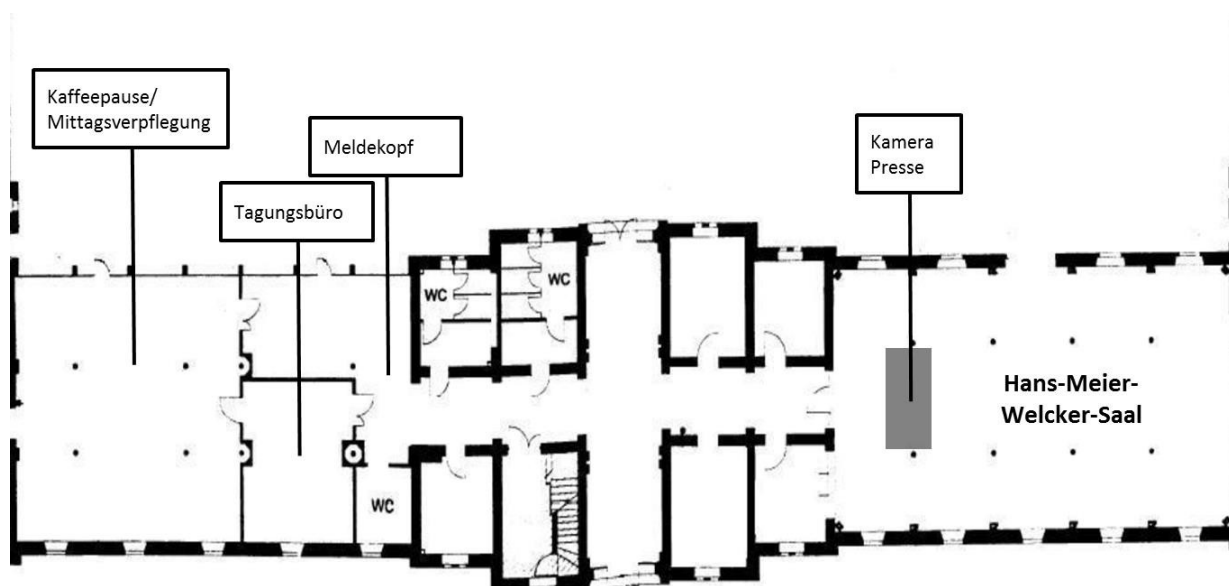 Kaffeepause/
Mittagsverpflegung
Meldekopf
Tagungsbüro
Kamera
Presse
WC
WC
WC
Hans-Meier-
Welcker-Saal